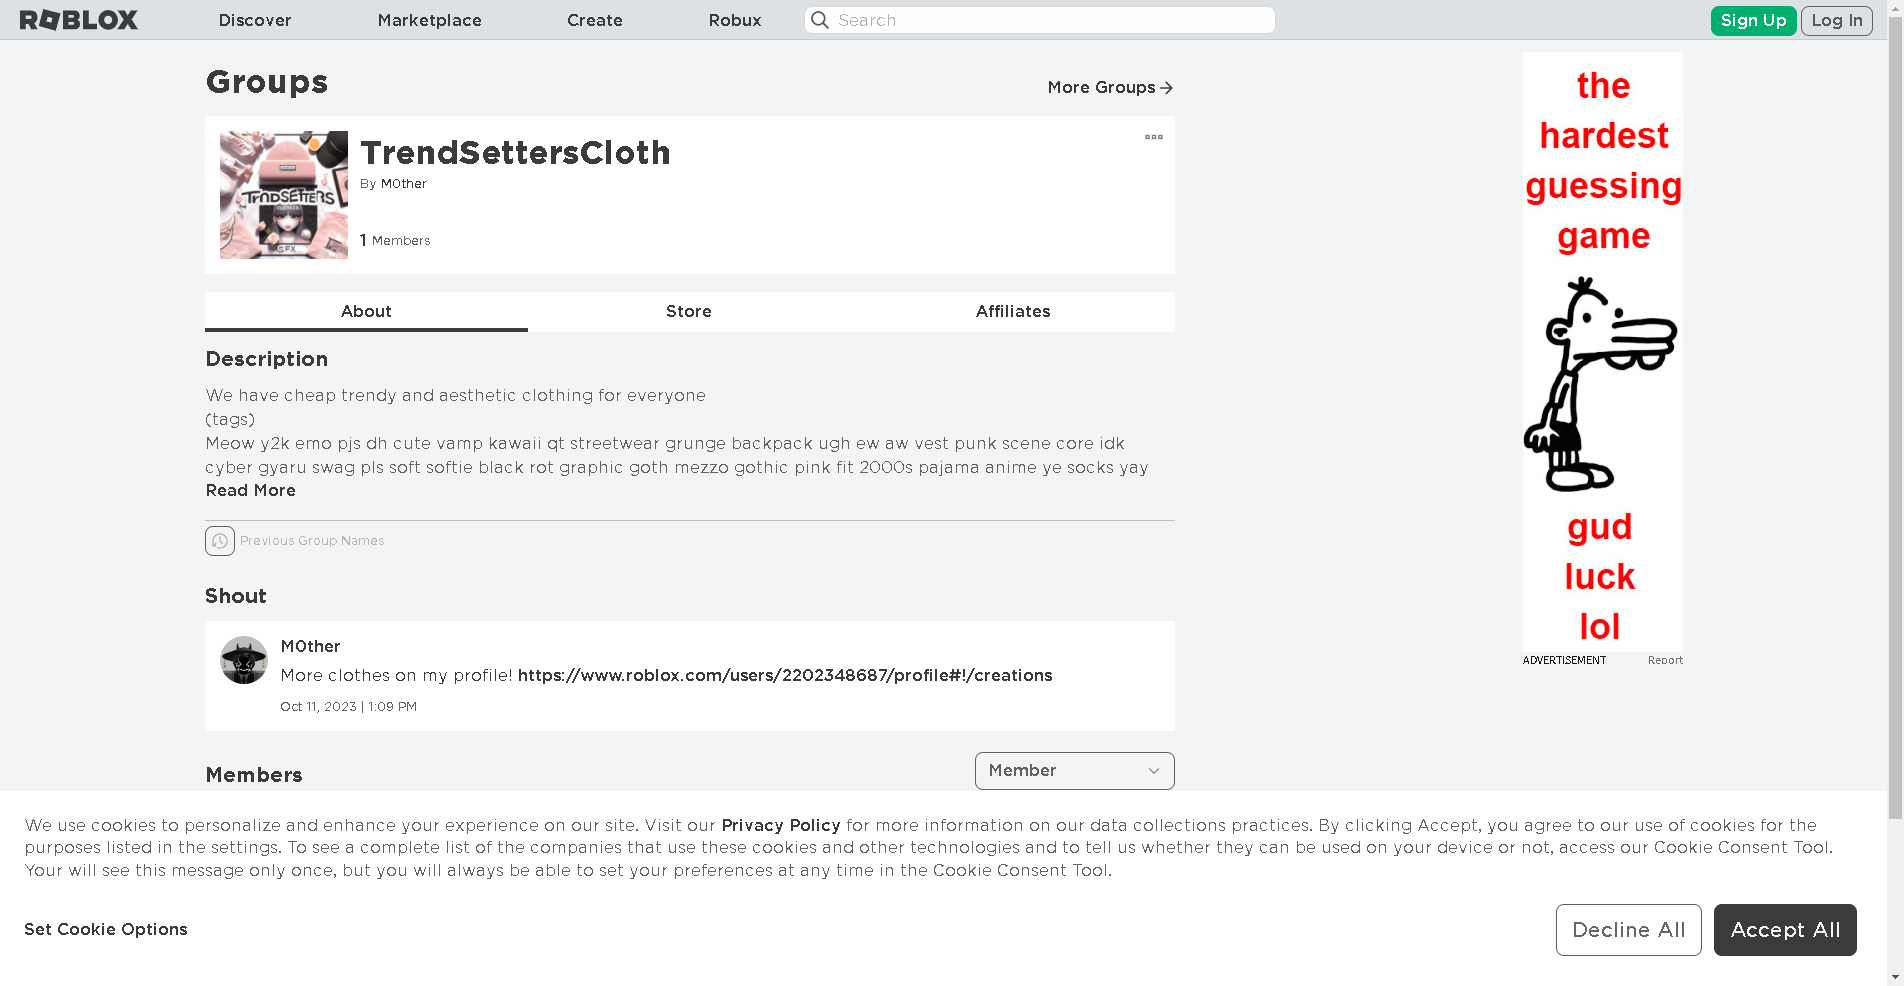 ROBLOX
Discover
Marketplace
Create
Robux
Search
Sign Up
Log In
Groups
More Groups
TRNDSETTERS
GFX
TrendSettersCloth
By M0ther
1 Members
About
Store
Affiliates
Description
We have cheap trendy and aesthetic clothing for everyone
(tags)
Meow y2k emo pjs dh cute vamp kawaii qt streetwear grunge backpack ugh ew aw vest punk scene core idk
cyber gyaru swag pls soft softie black rot graphic goth mezzo gothic pink fit 2000s pajama anime ye socks yay
Read More
Previous Group Names
Shout
M0ther
More clothes on my profile! https://www.roblox.com/users/2202348687/profile#!/creations
Oct 11, 2023 | 1:09 PM
Members
Member
the
hardest
guessing
game
gud
luck
lol
ADVERTISEMENT
Report
We use cookies to personalize and enhance your experience on our site. Visit our Privacy Policy for more information on our data collections practices. By clicking Accept, you agree to our use of cookies for the
purposes listed in the settings. To see a complete list of the companies that use these cookies and other technologies and to tell us whether they can be used on your device or not, access our Cookie Consent Tool.
Your will see this message only once, but you will always be able to set your preferences at any time in the Cookie Consent Tool.
Set Cookie Options
Decline All
Accept All